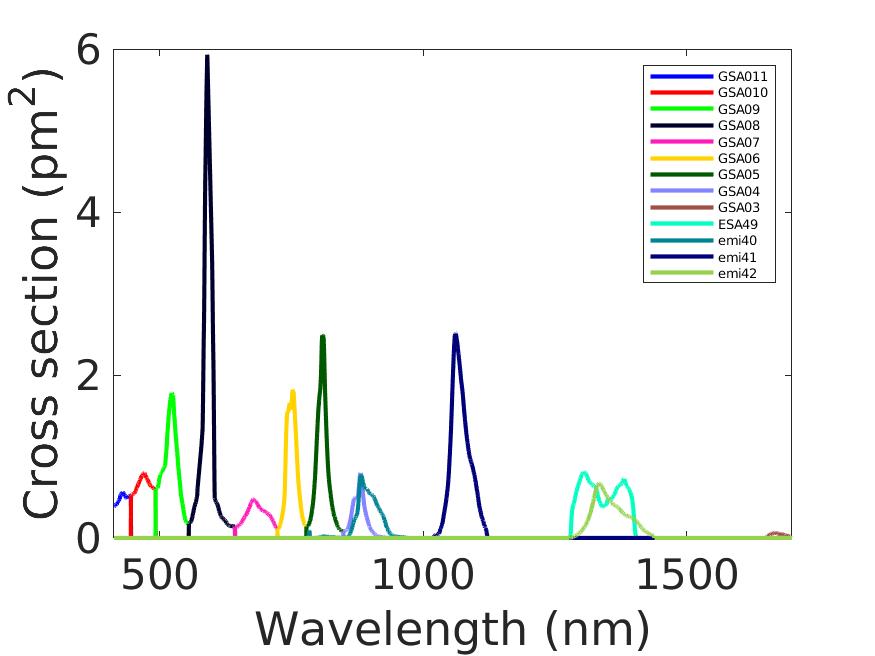 6
4
2
0
500
1000
1500
Cross section (pm²)
Wavelength (nm)
GSA011
GSA010
GSA09
GSA08
GSA07
GSA06
GSA05
GSA04
GSA03
ESA49
emi40
emi41
emi42